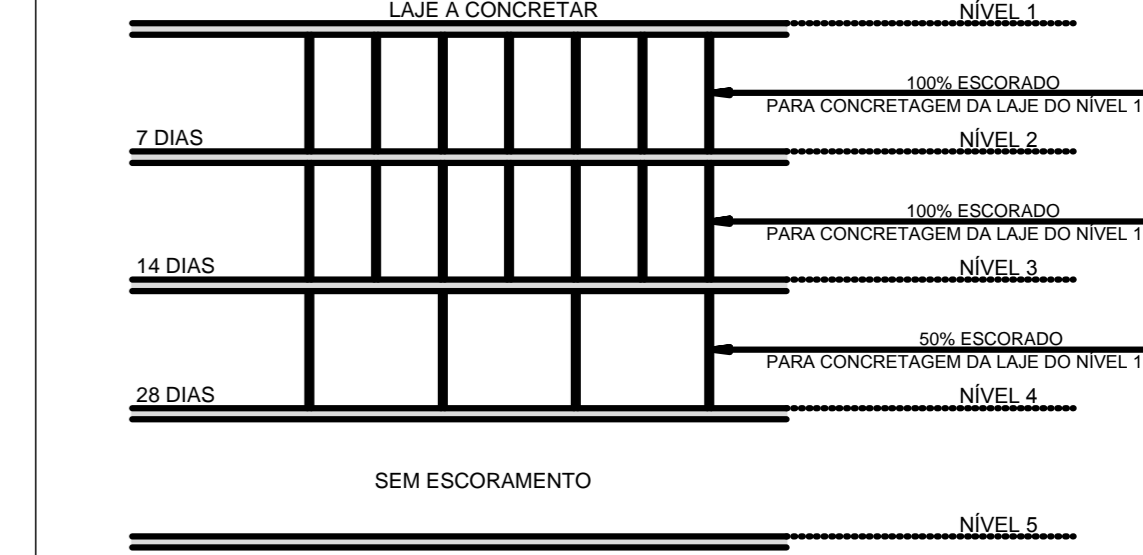 LAJE A CONCRETAR
NÍVEL 1
100% ESCORADO
PARA CONCRETAGEM DA LAJE DO NÍVEL 1
7 DIAS
NÍVEL 2
100% ESCORADO
PARA CONCRETAGEM DA LAJE DO NÍVEL 1
14 DIAS
NÍVEL 3
50% ESCORADO
PARA CONCRETAGEM DA LAJE DO NÍVEL 1
28 DIAS
NÍVEL 4
SEM ESCORAMENTO
NÍVEL 5